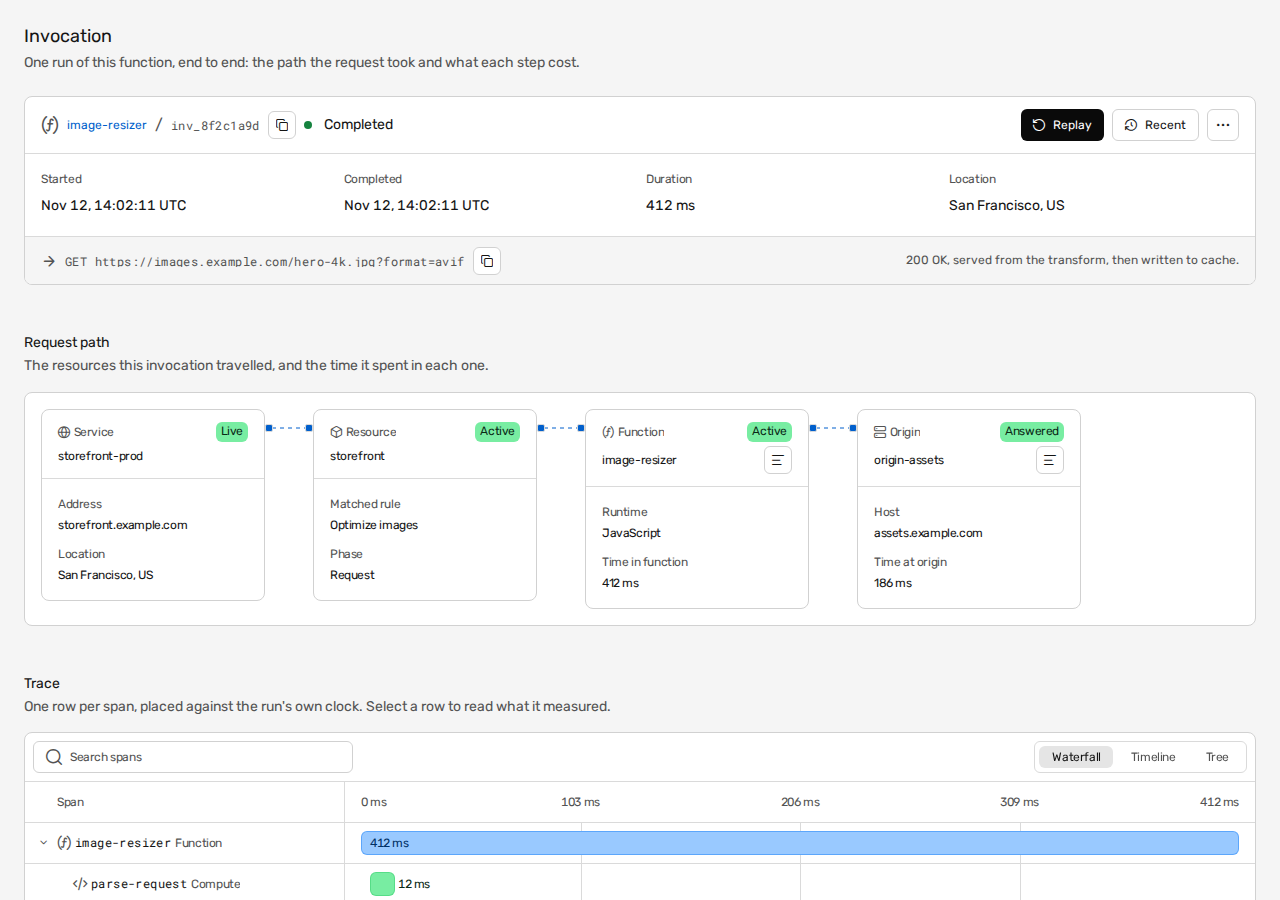 Invocation
One run of this function, end to end: the path the request took and what each step cost.
image-resizer / inv_8f2c1a9d Completed Replay Recent
Started Completed Duration Location
Nov 12, 14:02:11 UTC Nov 12, 14:02:11 UTC 412 ms San Francisco, US
GET https://images.example.com/hero-4k.jpg?format=avif 200 OK, served from the transform, then written to cache.
Request path
The resources this invocation travelled, and the time it spent in each one.
Service Live
storefront-prod
Address
storefront.example.com
Location
San Francisco, US
Resource Active
storefront
Matched rule
Optimize images
Phase
Request
Function Active
image-resizer
Runtime
JavaScript
Time in function
412 ms
Origin Answered
origin-assets
Host
assets.example.com
Time at origin
186 ms
Trace
One row per span, placed against the run's own clock. Select a row to read what it measured.
Search spans Waterfall Timeline Tree
Span 0 ms 103 ms 206 ms 309 ms 412 ms
image-resizer Function 412 ms
parse-request Compute 12 ms